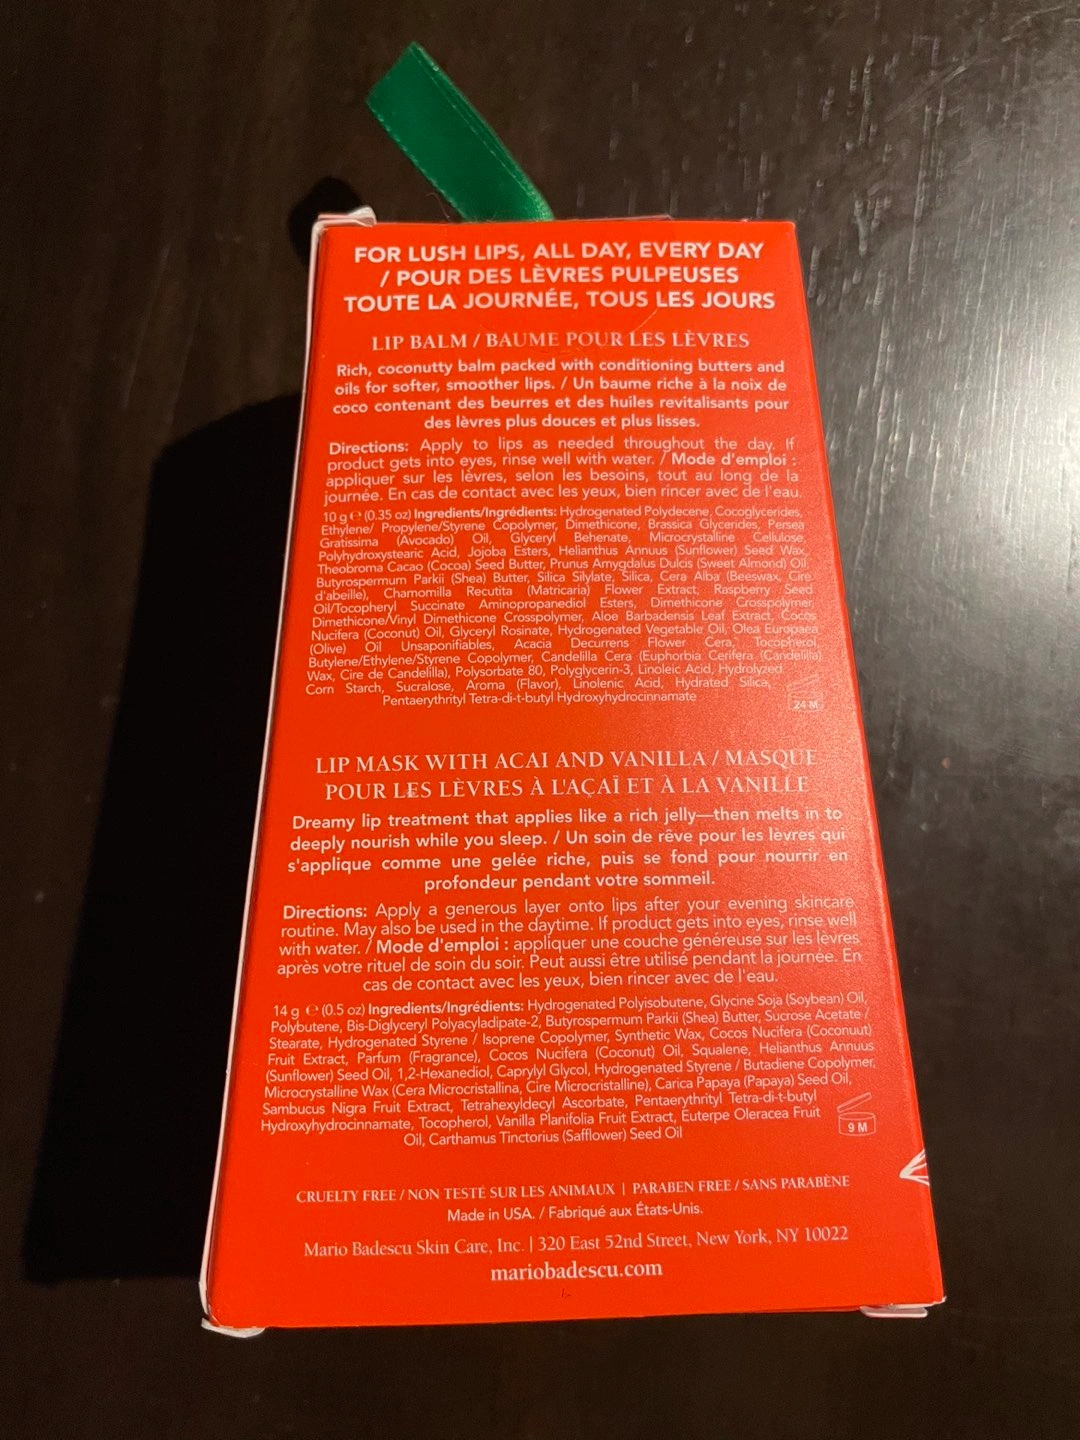 FOR LUSH LIPS, ALL DAY, EVERY DAY
/ POUR DES LÈVRES PULPEUSES
TOUTE LA JOURNÉE, TOUS LES JOURS
LIP BALM / BAUME POUR LES LÈVRES
Rich, coconutty balm packed with conditioning butters and
oils for softer, smoother lips. / Un baume riche à la noix de
coco contenant des beurres et des huiles revitalisants pour
des lèvres plus douces et plus lisses.
Directions: Apply to lips as needed throughout the day. If
product gets into eyes, rinse well with water. / Mode d'emploi :
appliquer sur les lèvres, selon les besoins, tout au long de la
journée. En cas de contact avec les yeux, bien rincer avec de l'eau.
10 g ℮ (0.35 oz) Ingredients/Ingrédients: Hydrogenated Polydecene, Cocoglycerides,
Ethylene/ Propylene/Styrene Copolymer, Dimethicone, Brassica Glycerides, Persea
Gratissima (Avocado) Oil, Glyceryl Behenate, Microcrystalline Cellulose,
Polyhydroxystearic Acid, Jojoba Esters, Helianthus Annuus (Sunflower) Seed Wax,
Theobroma Cacao (Cocoa) Seed Butter, Prunus Amygdalus Dulcis (Sweet Almond) Oil,
Butyrospermum Parkii (Shea) Butter, Silica Silylate, Silica, Cera Alba (Beeswax, Cire
d'abeille), Chamomilla Recutita (Matricaria) Flower Extract, Raspberry Seed
Oil/Tocopheryl Succinate Aminopropanediol Esters, Dimethicone Crosspolymer,
Dimethicone/Vinyl Dimethicone Crosspolymer, Aloe Barbadensis Leaf Extract, Cocos
Nucifera (Coconut) Oil, Glyceryl Rosinate, Hydrogenated Vegetable Oil, Olea Europaea
(Olive) Oil Unsaponifiables, Acacia Decurrens Flower Cera, Tocopherol,
Butylene/Ethylene/Styrene Copolymer, Candelilla Cera (Euphorbia Cerifera (Candelilla)
Wax, Cire de Candelilla), Polysorbate 80, Polyglycerin-3, Linoleic Acid, Hydrolyzed
Corn Starch, Sucralose, Aroma (Flavor), Linolenic Acid, Hydrated Silica,
Pentaerythrityl Tetra-di-t-butyl Hydroxyhydrocinnamate
24 M
LIP MASK WITH ACAI AND VANILLA / MASQUE
POUR LES LÈVRES À L'AÇAÏ ET À LA VANILLE
Dreamy lip treatment that applies like a rich jelly—then melts in to
deeply nourish while you sleep. / Un soin de rêve pour les lèvres qui
s'applique comme une gelée riche, puis se fond pour nourrir en
profondeur pendant votre sommeil.
Directions: Apply a generous layer onto lips after your evening skincare
routine. May also be used in the daytime. If product gets into eyes, rinse well
with water. / Mode d'emploi : appliquer une couche généreuse sur les lèvres
après votre rituel de soin du soir. Peut aussi être utilisé pendant la journée. En
cas de contact avec les yeux, bien rincer avec de l'eau.
14 g ℮ (0.5 oz) Ingredients/Ingrédients: Hydrogenated Polyisobutene, Glycine Soja (Soybean) Oil,
Polybutene, Bis-Diglyceryl Polyacyladipate-2, Butyrospermum Parkii (Shea) Butter, Sucrose Acetate /
Stearate, Hydrogenated Styrene / Isoprene Copolymer, Synthetic Wax, Cocos Nucifera (Coconuut)
Fruit Extract, Parfum (Fragrance), Cocos Nucifera (Coconut) Oil, Squalene, Helianthus Annuus
(Sunflower) Seed Oil, 1,2-Hexanediol, Caprylyl Glycol, Hydrogenated Styrene / Butadiene Copolymer,
Microcrystalline Wax (Cera Microcristallina, Cire Microcristalline), Carica Papaya (Papaya) Seed Oil,
Sambucus Nigra Fruit Extract, Tetrahexyldecyl Ascorbate, Pentaerythrityl Tetra-di-t-butyl
Hydroxyhydrocinnamate, Tocopherol, Vanilla Planifolia Fruit Extract, Euterpe Oleracea Fruit
Oil, Carthamus Tinctorius (Safflower) Seed Oil
9 M
CRUELTY FREE / NON TESTÉ SUR LES ANIMAUX | PARABEN FREE / SANS PARABÈNE
Made in USA. / Fabriqué aux États-Unis.
Mario Badescu Skin Care, Inc. | 320 East 52nd Street, New York, NY 10022
mariobadescu.com